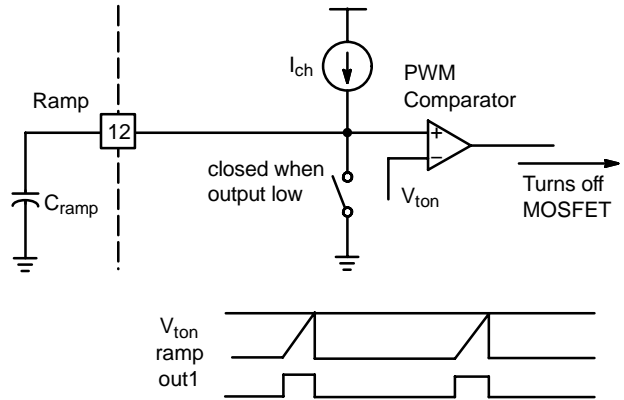 I_ch
PWM
Comparator
Ramp
12
+
−
closed when
output low
C_ramp
V_ton
Turns off
MOSFET
V_ton
ramp
out1